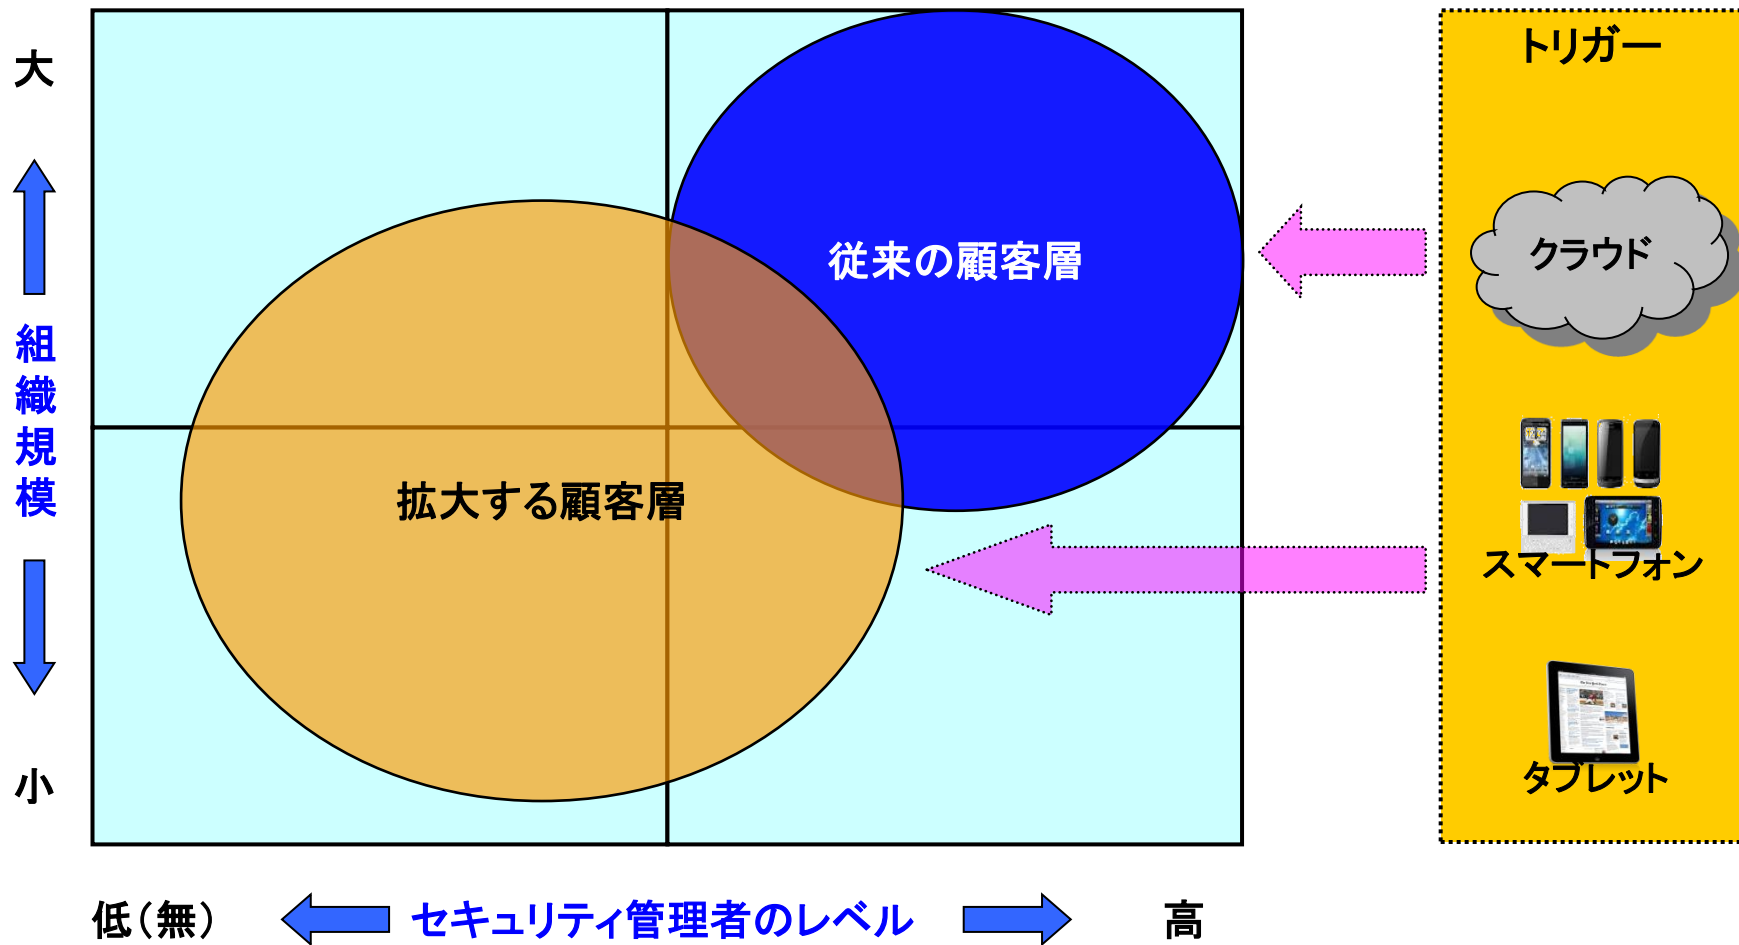 大
組織規模
小
従来の顧客層
拡大する顧客層
トリガー
クラウド
スマートフォン
タブレット
低（無）
セキュリティ管理者のレベル
高